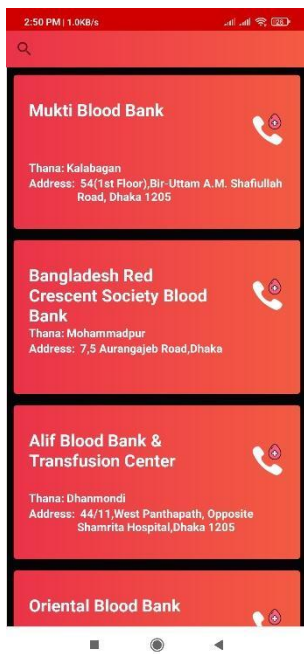 2:50 PM | 1.0KB/s
Mukti Blood Bank
Thana: Kalabagan
Address: 54(1st Floor),Bir-Uttam A.M. Shafiullah
Road, Dhaka 1205
Bangladesh Red
Crescent Society Blood
Bank
Thana: Mohammadpur
Address: 7,5 Aurangajeb Road,Dhaka
Alif Blood Bank &
Transfusion Center
Thana: Dhanmondi
Address: 44/11,West Panthapath, Opposite
Shamrita Hospital,Dhaka 1205
Oriental Blood Bank